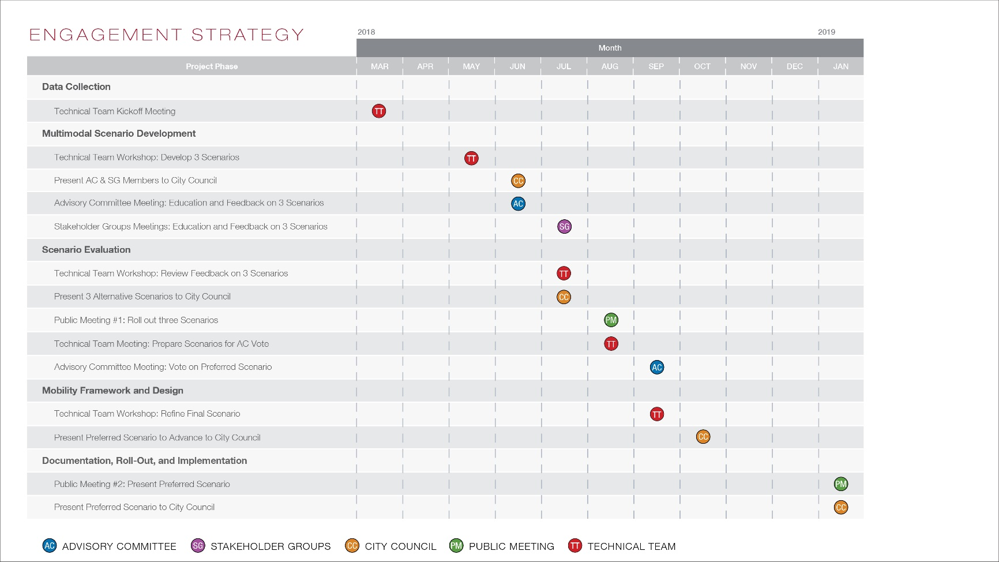 ENGAGEMENT STRATEGY
2018 2019
Month
Project Phase MAR APR MAY JUN JUL AUG SEP OCT NOV DEC JAN
Data Collection
Technical Team Kickoff Meeting TT
Multimodal Scenario Development
Technical Team Workshop: Develop 3 Scenarios TT
Present AC & SG Members to City Council CC
Advisory Committee Meeting: Education and Feedback on 3 Scenarios AC
Stakeholder Groups Meetings: Education and Feedback on 3 Scenarios SG
Scenario Evaluation
Technical Team Workshop: Review Feedback on 3 Scenarios TT
Present 3 Alternative Scenarios to City Council CC
Public Meeting #1: Roll out three Scenarios PM
Technical Team Meeting: Prepare Scenarios for AC Vote TT
Advisory Committee Meeting: Vote on Preferred Scenario AC
Mobility Framework and Design
Technical Team Workshop: Refine Final Scenario TT
Present Preferred Scenario to Advance to City Council CC
Documentation, Roll-Out, and Implementation
Public Meeting #2: Present Preferred Scenario PM
Present Preferred Scenario to City Council CC
AC ADVISORY COMMITTEE SG STAKEHOLDER GROUPS CC CITY COUNCIL PM PUBLIC MEETING TT TECHNICAL TEAM